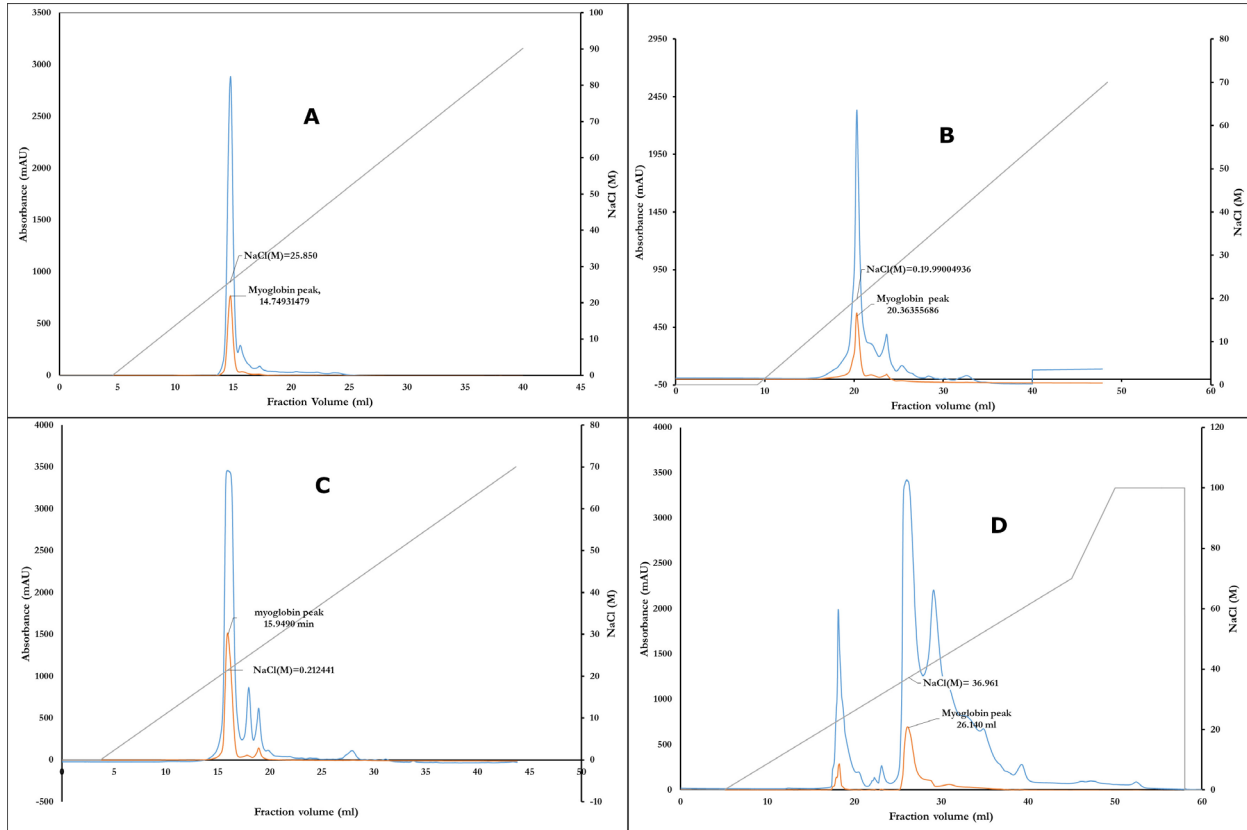 A
3500
3000
2500
2000
1500
1000
500
0
Absorbance (mAU)
100
90
80
70
60
50
40
30
20
10
0
NaCl (M)
NaCl(M)=25.850
Myoglobin peak,
14.74931479
0 5 10 15 20 25 30 35 40 45
Fraction Volume (ml)
B
2950
2450
1950
1450
950
450
-50
Absorbance (mAU)
80
70
60
50
40
30
20
10
0
NaCl (M)
NaCl(M)=0.19.99004936
Myoglobin peak
20.36355686
0 10 20 30 40 50 60
Fraction volume (ml)
C
4000
3500
3000
2500
2000
1500
1000
500
0
-500
Absorbance (mAU)
80
70
60
50
40
30
20
10
0
-10
NaCl (M)
myoglobin peak
15.9490 min
NaCl(M)=0.212441
0 5 10 15 20 25 30 35 40 45 50
Fraction volume (ml)
D
4000
3500
3000
2500
2000
1500
1000
500
0
Absorbance (mAU)
120
100
80
60
40
20
0
NaCl (M)
NaCl(M)= 36.961
Myoglobin peak
26.140 ml
0 10 20 30 40 50 60
Fraction volume (ml)